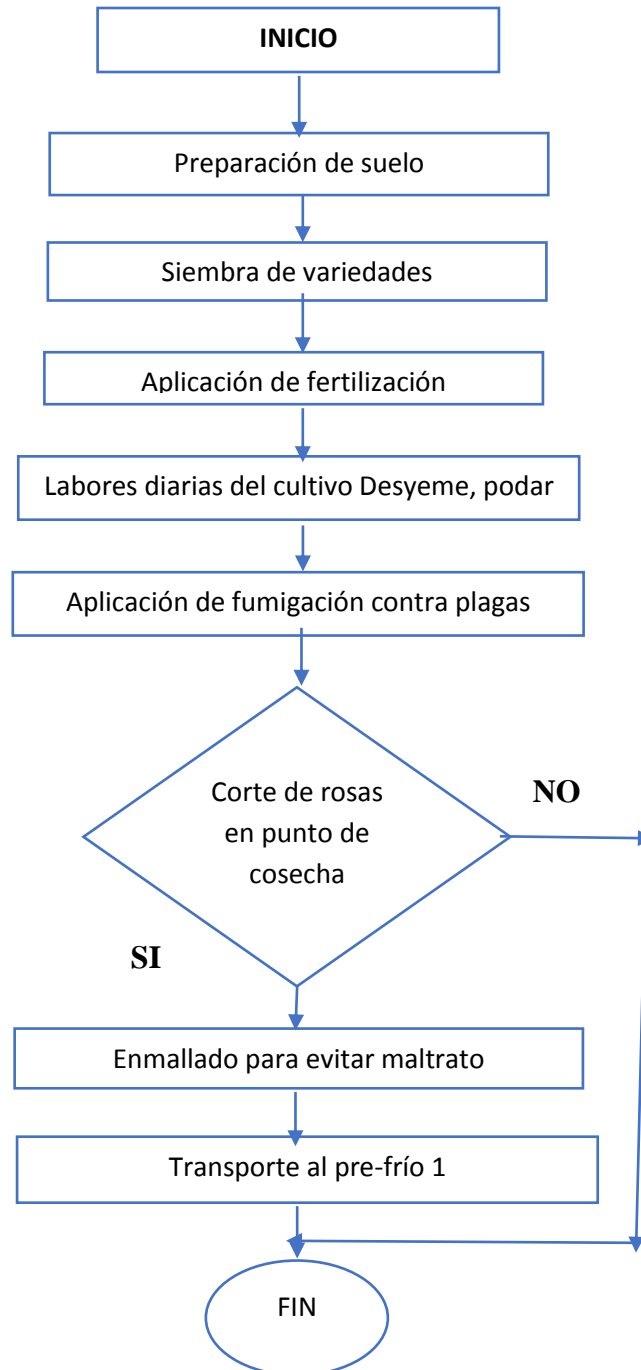 INICIO
Preparación de suelo
Siembra de variedades
Aplicación de fertilización
Labores diarias del cultivo Desyeme, podar
Aplicación de fumigación contra plagas
Corte de rosas
en punto de
cosecha
NO
SI
Enmallado para evitar maltrato
Transporte al pre-frío 1
FIN